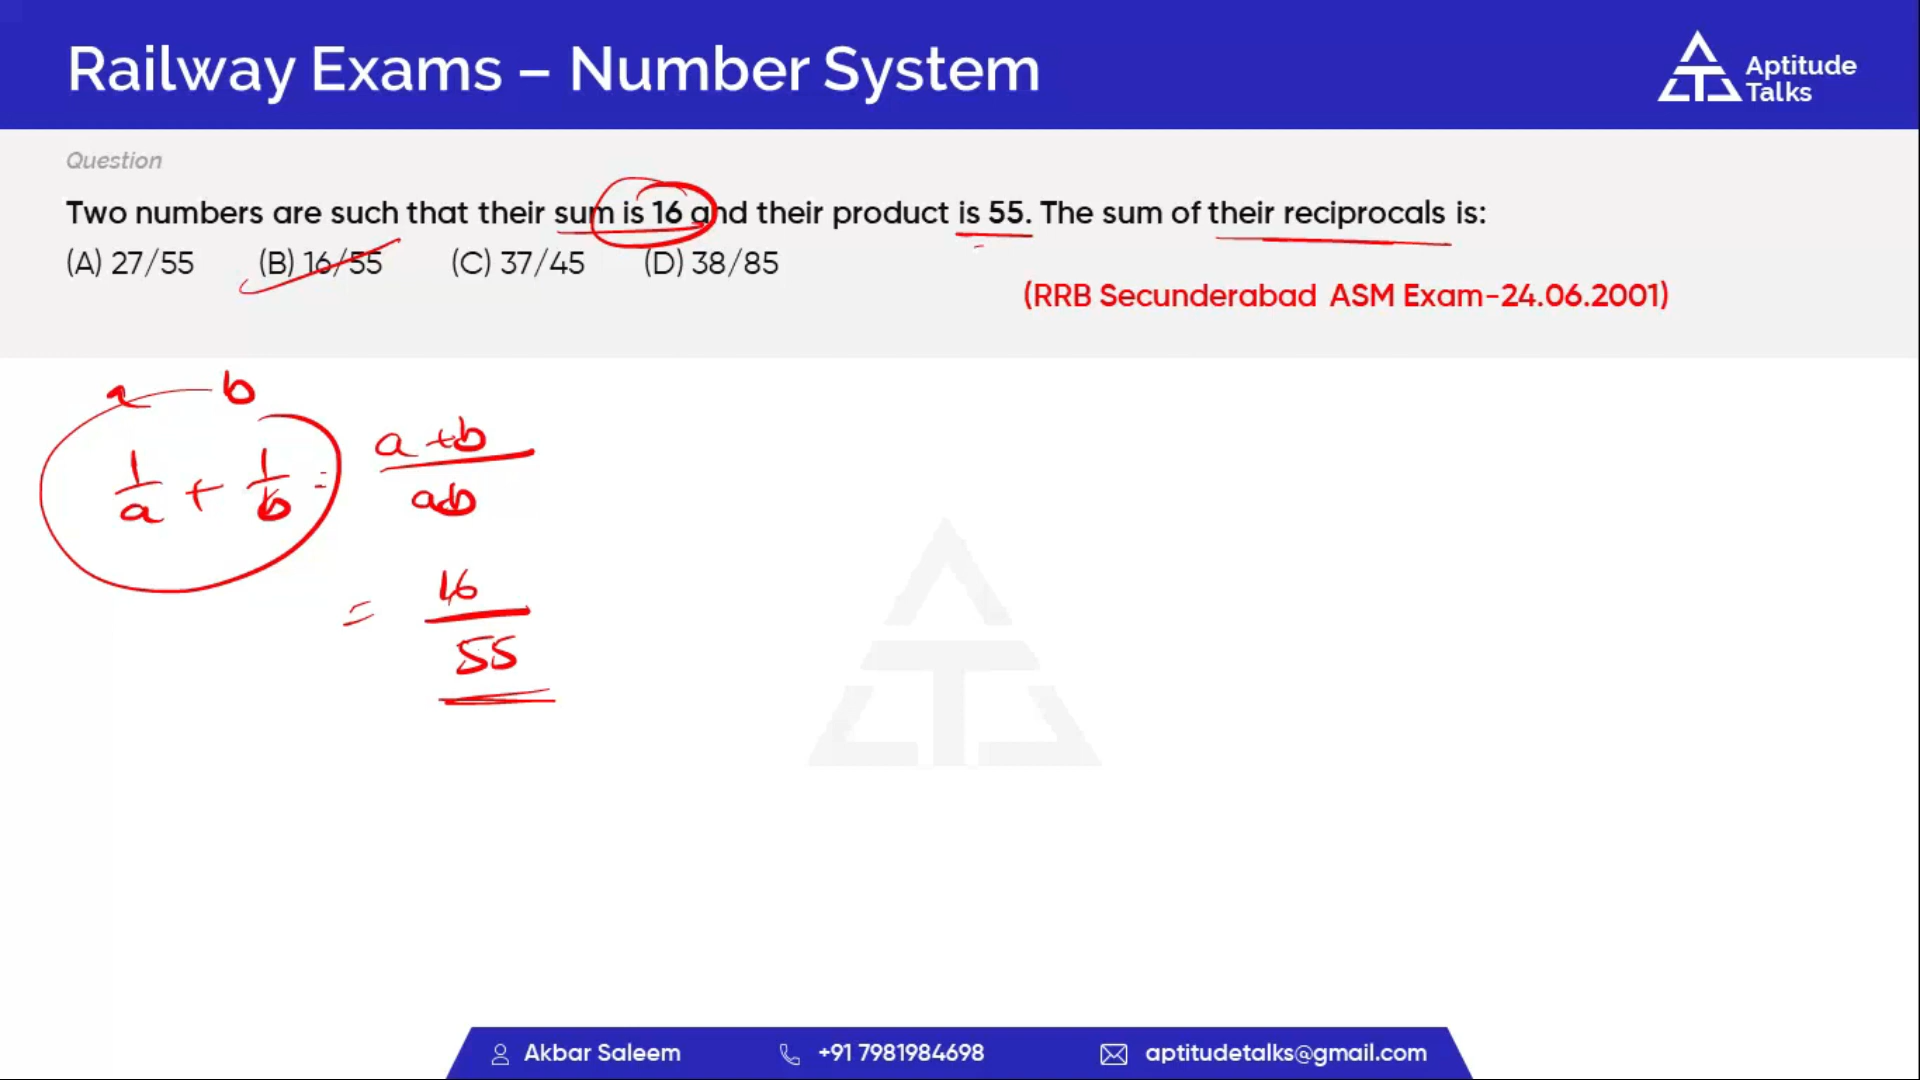 Railway Exams – Number System
Aptitude
Talks
Question
Two numbers are such that their sum is 16 and their product is 55. The sum of their reciprocals is:
(A) 27/55 (B) 16/55 (C) 37/45 (D) 38/85
(RRB Secunderabad ASM Exam-24.06.2001)
a b
1/a + 1/b = a+b/ab
= 16/55
Akbar Saleem +91 7981984698 aptitudetalks@gmail.com